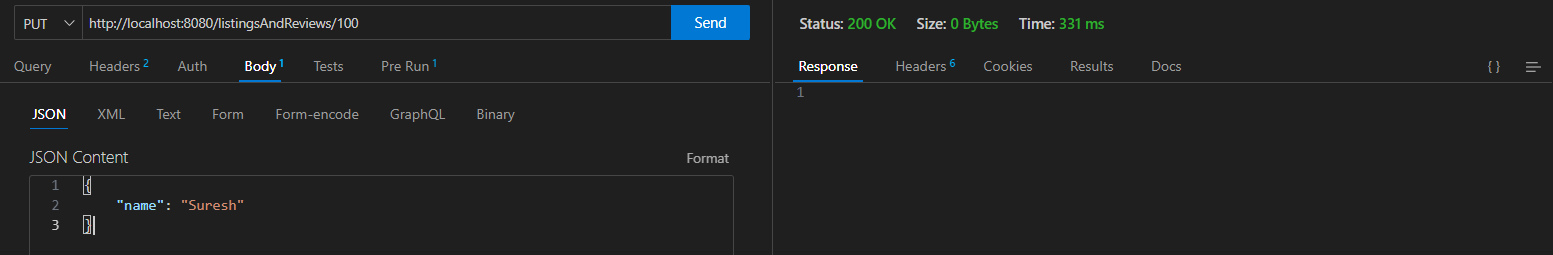 PUT http://localhost:8080/listingsAndReviews/100 Send
Query Headers 2 Auth Body 1 Tests Pre Run 1
JSON XML Text Form Form-encode GraphQL Binary
JSON Content Format
1 {
2 "name": "Suresh"
3 }
Status: 200 OK Size: 0 Bytes Time: 331 ms
Response Headers 6 Cookies Results Docs { }
1